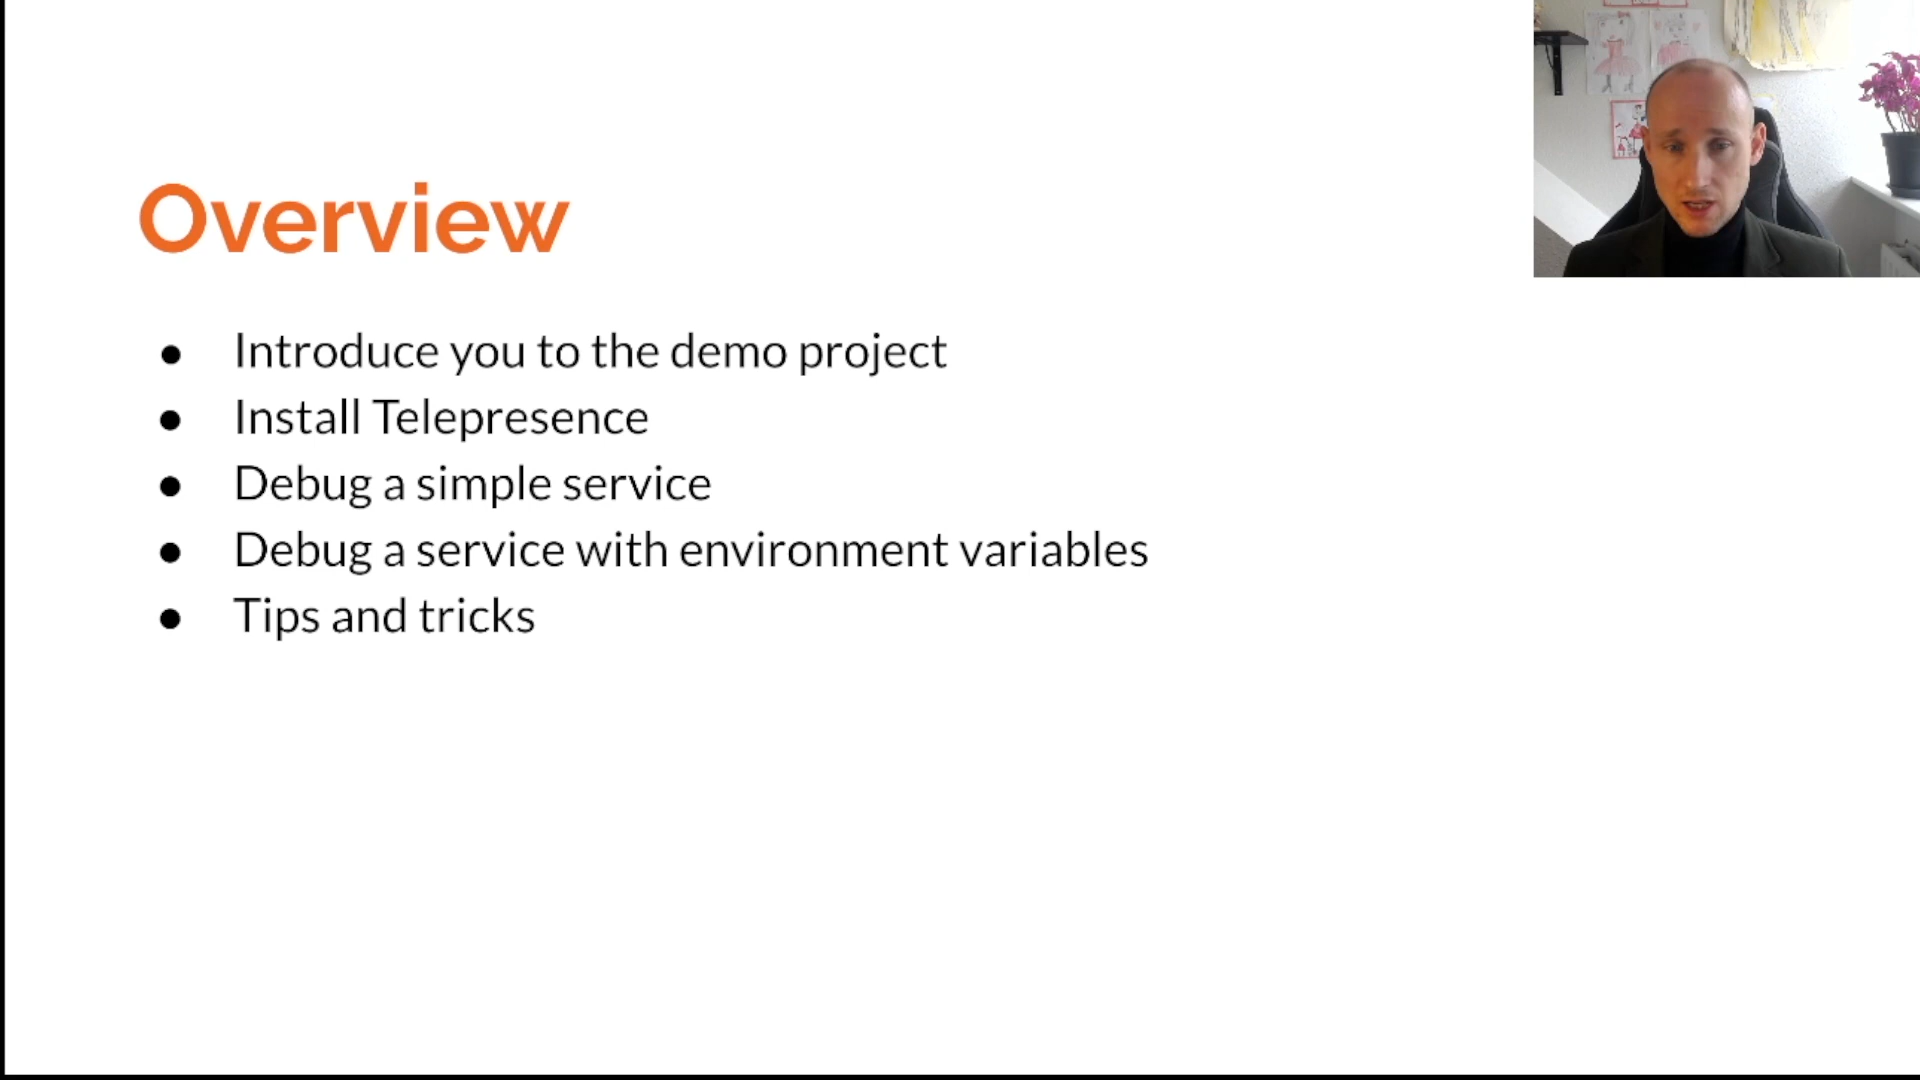 Overview
● Introduce you to the demo project
● Install Telepresence
● Debug a simple service
● Debug a service with environment variables
● Tips and tricks